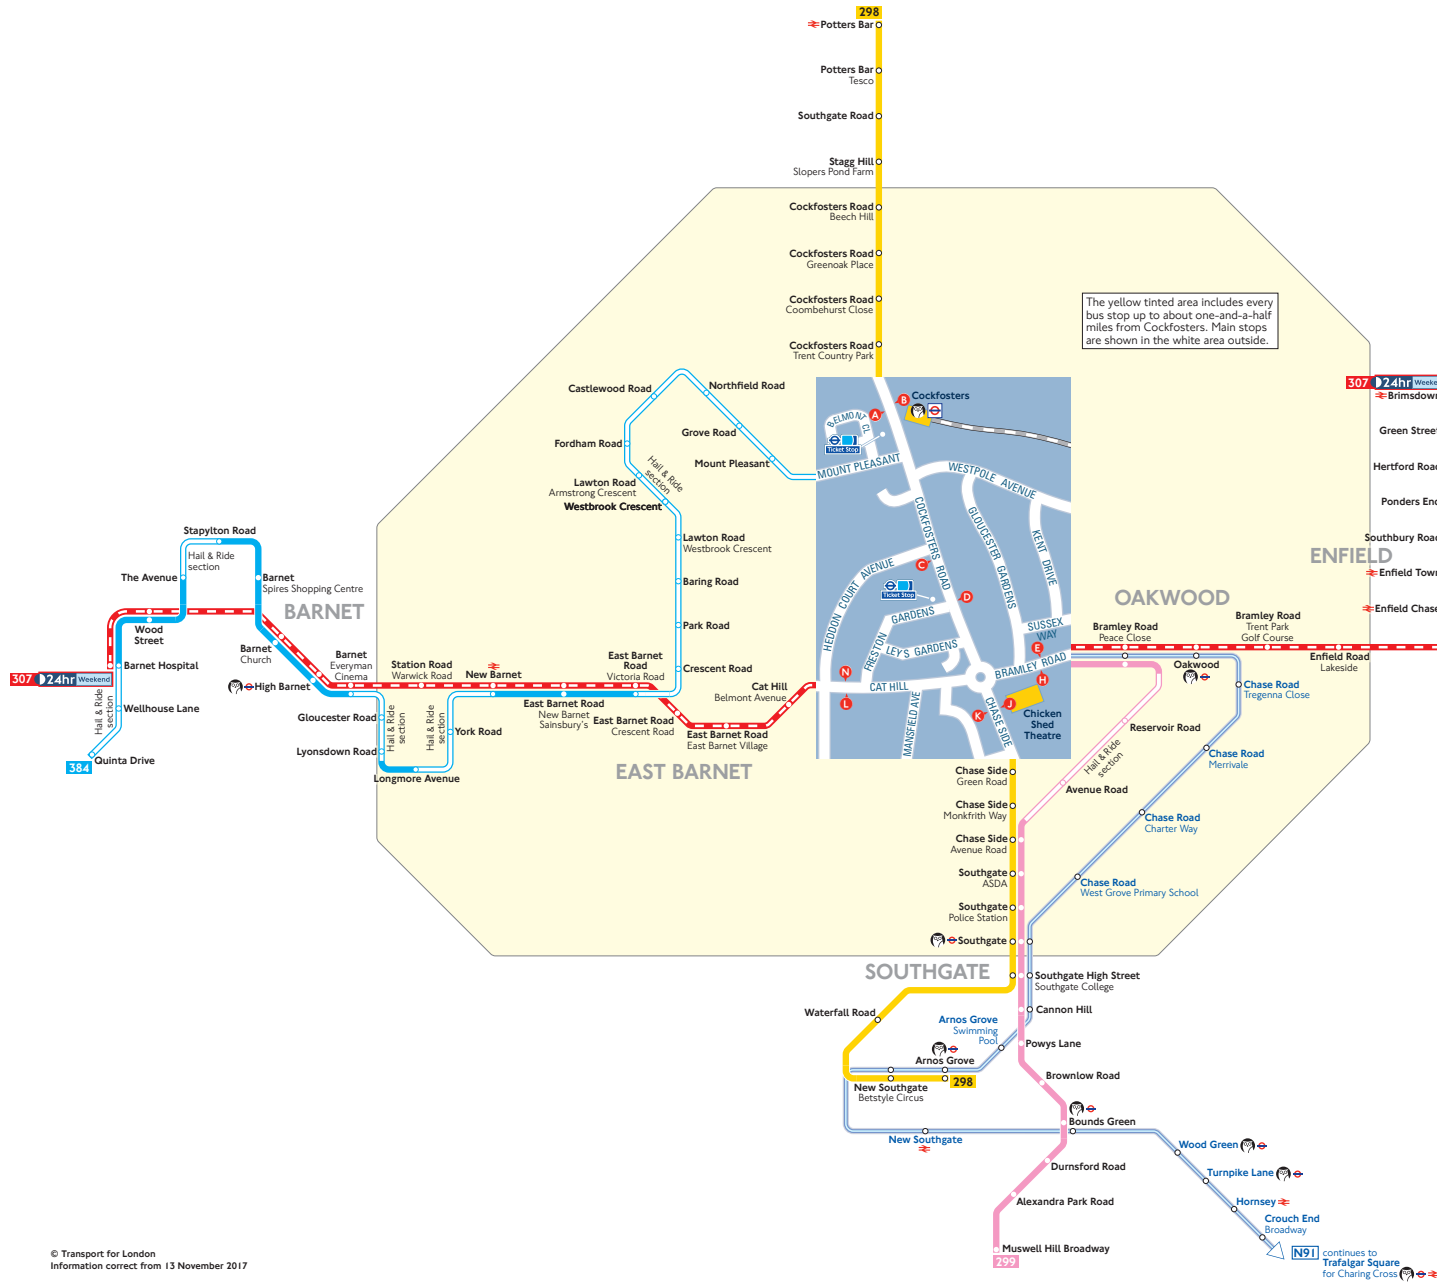 298
Potters Bar
Potters Bar
Tesco
Southgate Road
Stagg Hill
Slopers Pond Farm
Cockfosters Road
Beech Hill
Cockfosters Road
Greenoak Place
Cockfosters Road
Coombehurst Close
Cockfosters Road
Trent Country Park
The yellow tinted area includes every
bus stop up to about one-and-a-half
miles from Cockfosters. Main stops
are shown in the white area outside.
Castlewood Road
Northfield Road
Fordham Road
Grove Road
Mount Pleasant
Hail & Ride
section
Lawton Road
Armstrong Crescent
Westbrook Crescent
Lawton Road
Westbrook Crescent
Baring Road
Park Road
Crescent Road
Stapylton Road
Hail & Ride
section
The Avenue
Barnet
Spires Shopping Centre
BARNET
Wood
Street
Barnet
Church
Barnet Hospital
307
24hr
Weekend
Hail & Ride
section
Wellhouse Lane
Quinta Drive
384
High Barnet
Barnet
Everyman
Cinema
Station Road
Warwick Road
New Barnet
Gloucester Road
Lyonsdown Road
Hail & Ride
section
Hail & Ride
section
York Road
Longmore Avenue
East Barnet Road
New Barnet
Sainsbury's
East Barnet
Road
Victoria Road
East Barnet Road
Crescent Road
East Barnet Road
East Barnet Village
Cat Hill
Belmont Avenue
EAST BARNET
B
A
Cockfosters
BELMONT CL
Ticket Stop
MOUNT PLEASANT
WESTPOLE AVENUE
COCKFOSTERS ROAD
GLOUCESTER GARDENS
KENT DRIVE
C
HEDDON COURT AVENUE
Ticket Stop
D
PRESTON GARDENS
LEY'S GARDENS
SUSSEX
WAY
E
BRAMLEY ROAD
H
N
CAT HILL
L
MANSFIELD AVE
CHASE SIDE
K
J
Chicken
Shed
Theatre
307
24hr
Brimsdown
Green Street
Hertford Road
Ponders End
Southbury Road
ENFIELD
Enfield Town
Enfield Chase
OAKWOOD
Bramley Road
Peace Close
Bramley Road
Trent Park
Golf Course
Oakwood
Enfield Road
Lakeside
Chase Road
Tregenna Close
Reservoir Road
Chase Road
Merrivale
Hail & Ride
section
Avenue Road
Chase Road
Charter Way
Chase Road
West Grove Primary School
Chase Side
Green Road
Chase Side
Monkfrith Way
Chase Side
Avenue Road
Southgate
ASDA
Southgate
Police Station
Southgate
SOUTHGATE
Southgate High Street
Southgate College
Waterfall Road
Cannon Hill
Arnos Grove
Swimming
Pool
Powys Lane
Arnos Grove
298
New Southgate
Betstyle Circus
Brownlow Road
Bounds Green
New Southgate
Durnsford Road
Alexandra Park Road
Muswell Hill Broadway
299
Wood Green
Turnpike Lane
Hornsey
Crouch End
Broadway
N91
continues to
Trafalgar Square
for Charing Cross
© Transport for London
Information correct from 13 November 2017